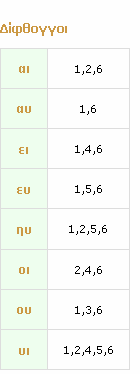 Δίφθογγοι
αι 1,2,6
αυ 1,6
ει 1,4,6
ευ 1,5,6
ηυ 1,2,5,6
οι 2,4,6
ου 1,3,6
υι 1,2,4,5,6